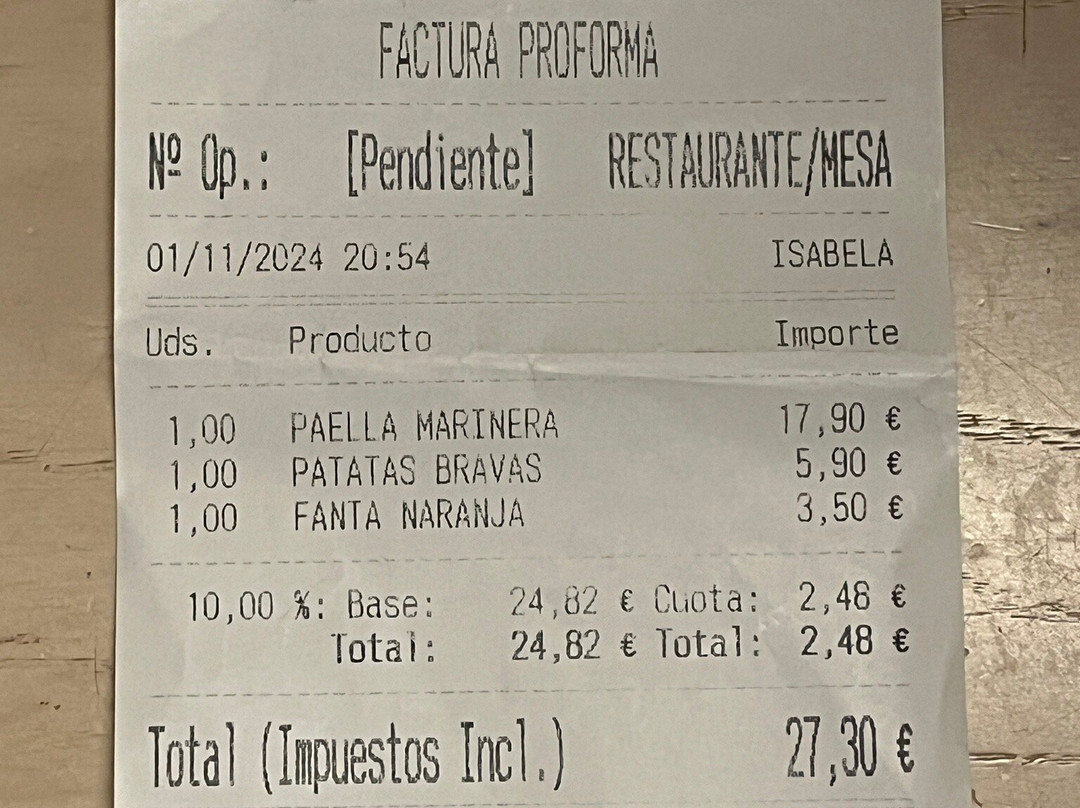 FACTURA PROFORMA
Nº Op.: [Pendiente] RESTAURANTE/MESA
01/11/2024 20:54 ISABELA
Uds. Producto Importe
1,00 PAELLA MARINERA 17,90 €
1,00 PATATAS BRAVAS 5,90 €
1,00 FANTA NARANJA 3,50 €
10,00 %: Base: 24,82 € Cuota: 2,48 €
Total: 24,82 € Total: 2,48 €
Total (Impuestos Incl.) 27,30 €